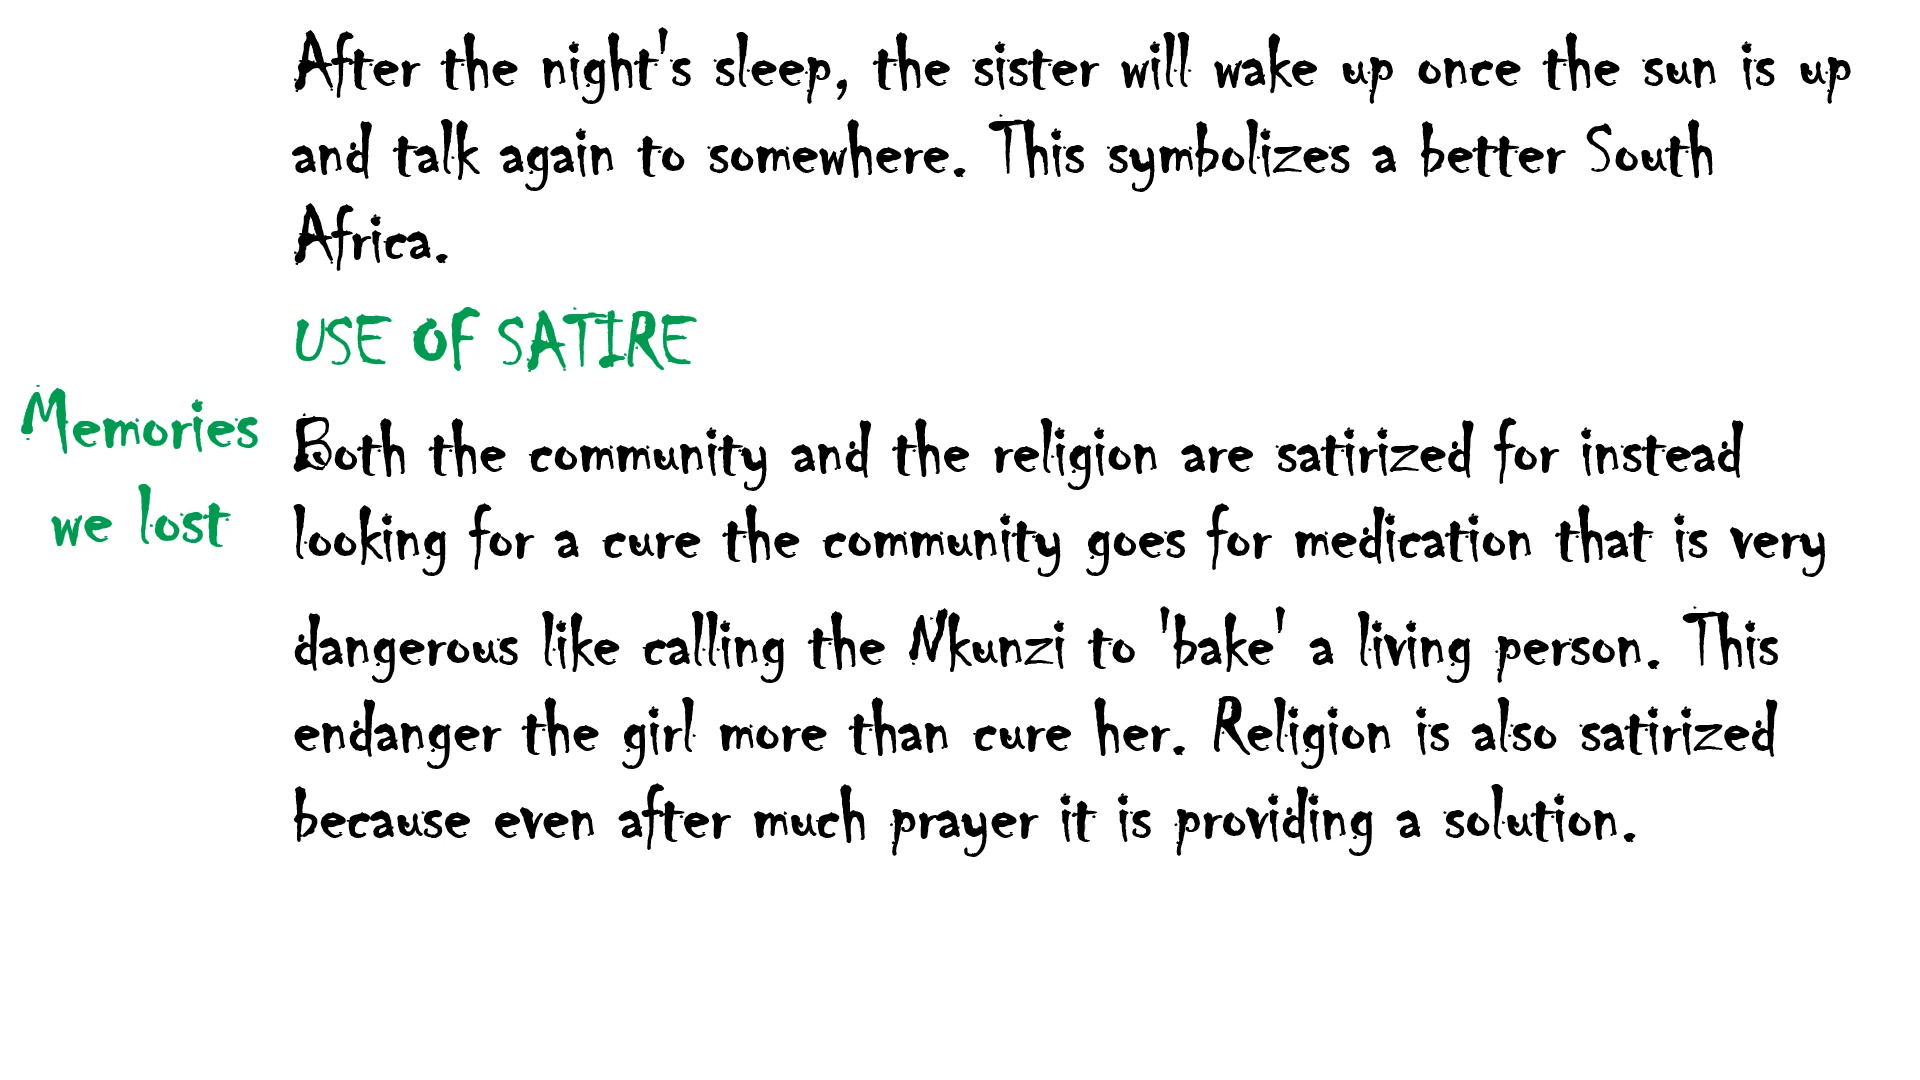 After the night's sleep, the sister will wake up once the sun is up
and talk again to somewhere. This symbolizes a better South
Africa.
USE OF SATIRE
Memories
we lost
Both the community and the religion are satirized for instead
looking for a cure the community goes for medication that is very
dangerous like calling the Nkunzi to 'bake' a living person. This
endanger the girl more than cure her. Religion is also satirized
because even after much prayer it is providing a solution.